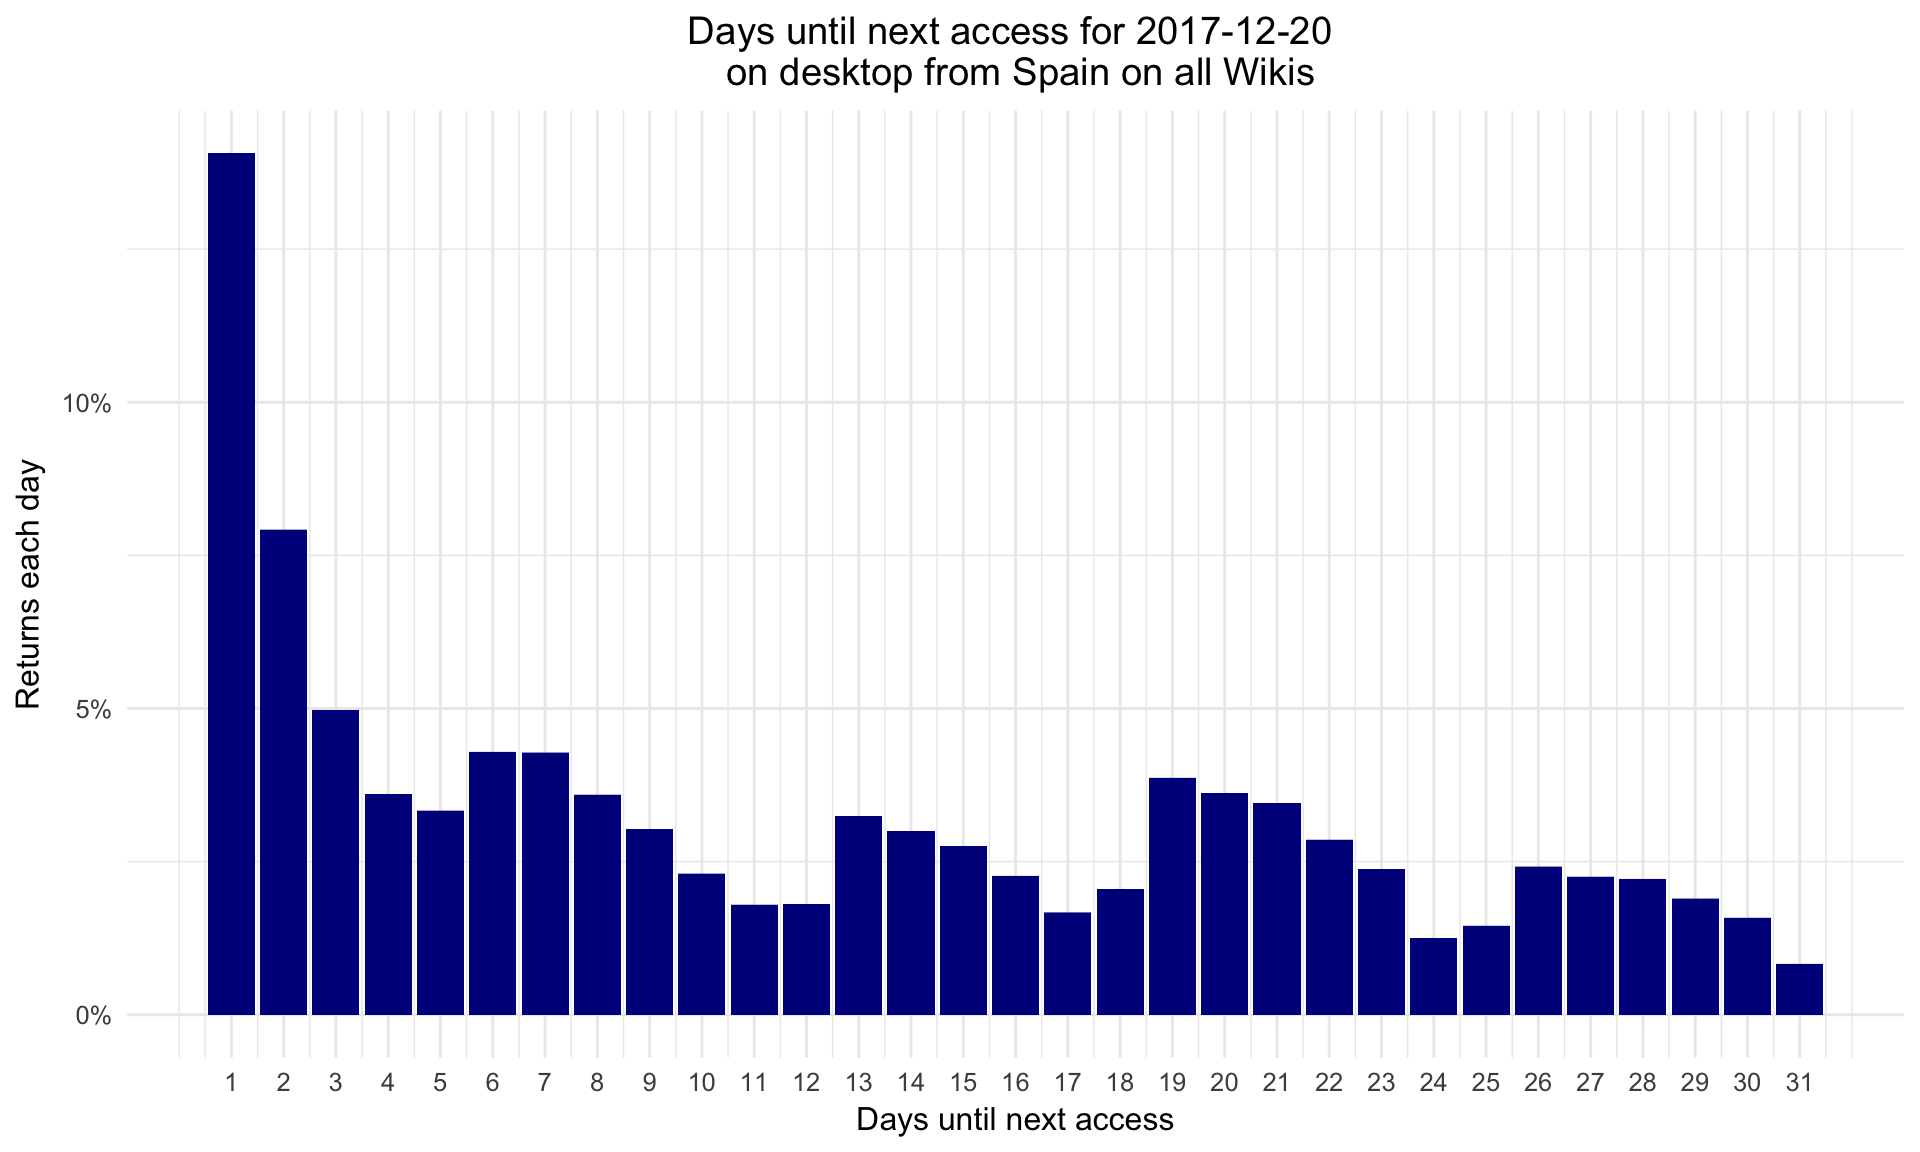 Days until next access for 2017-12-20
on desktop from Spain on all Wikis
Returns each day
10%
5%
0%
1 2 3 4 5 6 7 8 9 10 11 12 13 14 15 16 17 18 19 20 21 22 23 24 25 26 27 28 29 30 31
Days until next access